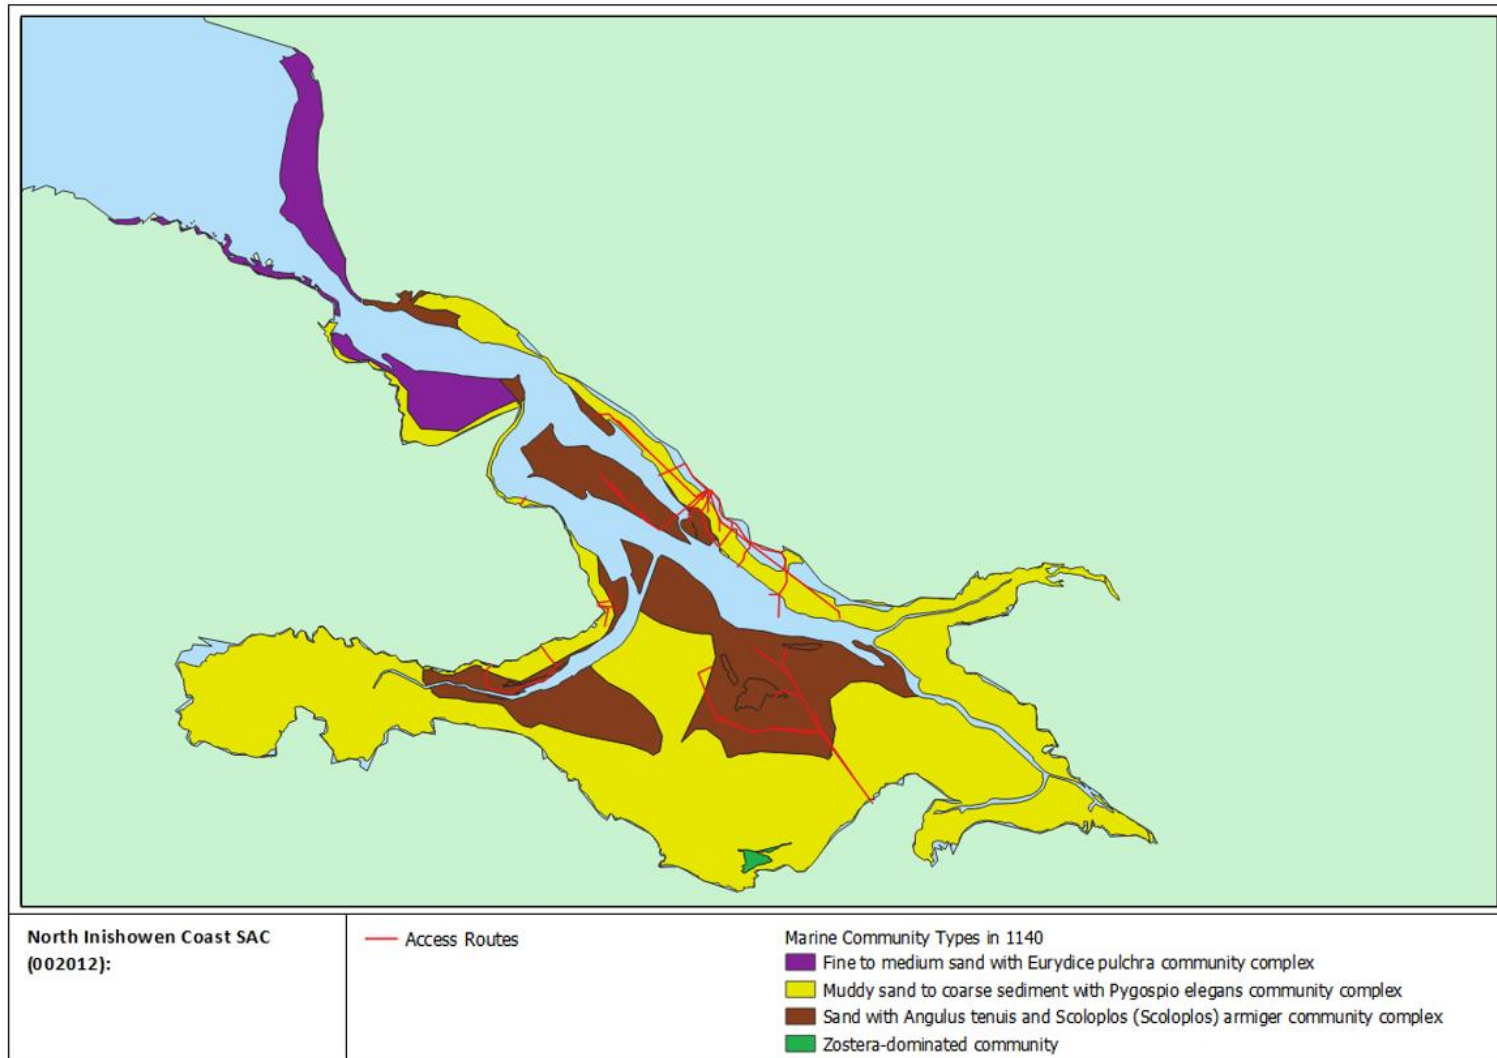 North Inishowen Coast SAC
(002012):
Access Routes
Marine Community Types in 1140
Fine to medium sand with Eurydice pulchra community complex
Muddy sand to coarse sediment with Pygospio elegans community complex
Sand with Angulus tenuis and Scoloplos (Scoloplos) armiger community complex
Zostera-dominated community